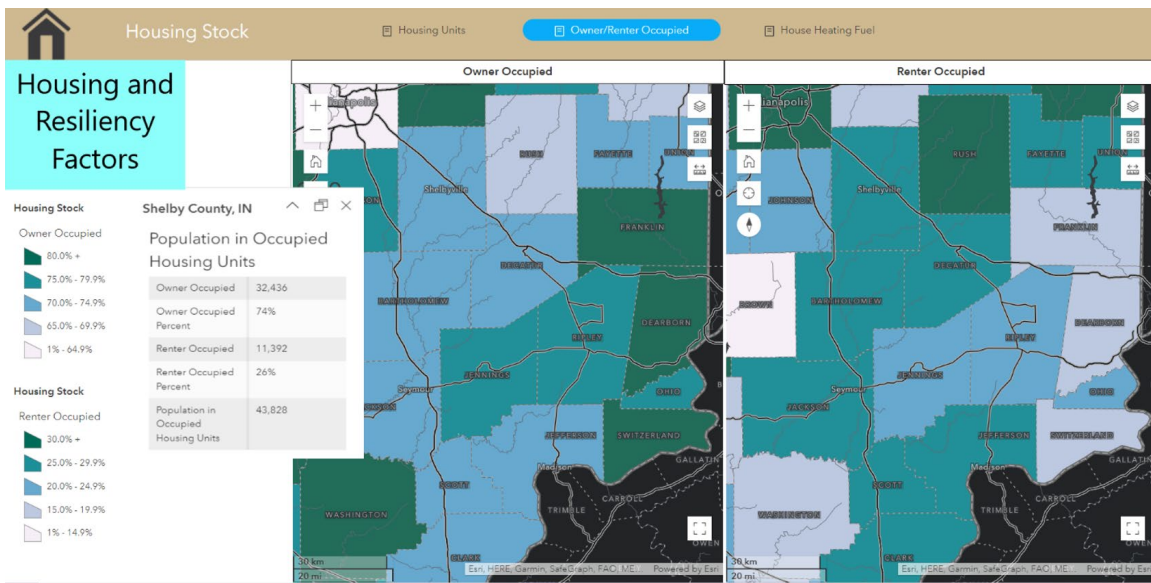 Housing Stock
Housing Units
Owner/Renter Occupied
House Heating Fuel
Housing and
Resiliency
Factors
Housing Stock
Owner Occupied
80.0% +
75.0% - 79.9%
70.0% - 74.9%
65.0% - 69.9%
1% - 64.9%
Housing Stock
Renter Occupied
30.0% +
25.0% - 29.9%
20.0% - 24.9%
15.0% - 19.9%
1% - 14.9%
Shelby County, IN
Population in Occupied
Housing Units
Owner Occupied 32,436
Owner Occupied
Percent 74%
Renter Occupied 11,392
Renter Occupied
Percent 26%
Population in
Occupied
Housing Units 43,828
Owner Occupied
RUSH
FAYETTE
UNION
Shelbyville
FRANKLIN
DECATUR
BARTHOLOMEW
DEARBORN
RIPLEY
JENNINGS
Seymour
OHIO
JEFFERSON
SWITZERLAND
Madison
GALLATIN
SCOTT
CARROLL
TRIMBLE
WASHINGTON
OWEN
CLARK
30 km
20 mi
Esri, HERE, Garmin, SafeGraph, FAO, ME...
Powered by Esri
Renter Occupied
RUSH
FAYETTE
UNION
Shelbyville
JOHNSON
FRANKLIN
DECATUR
BROWN
BARTHOLOMEW
DEARBORN
RIPLEY
JENNINGS
Seymour
OHIO
JACKSON
JEFFERSON
SWITZERLAND
Madison
SCOTT
CARROLL
TRIMBLE
WASHINGTON
OWEN
CLARK
30 km
20 mi
Esri, HERE, Garmin, SafeGraph, FAO, ME...
Powered by Esri